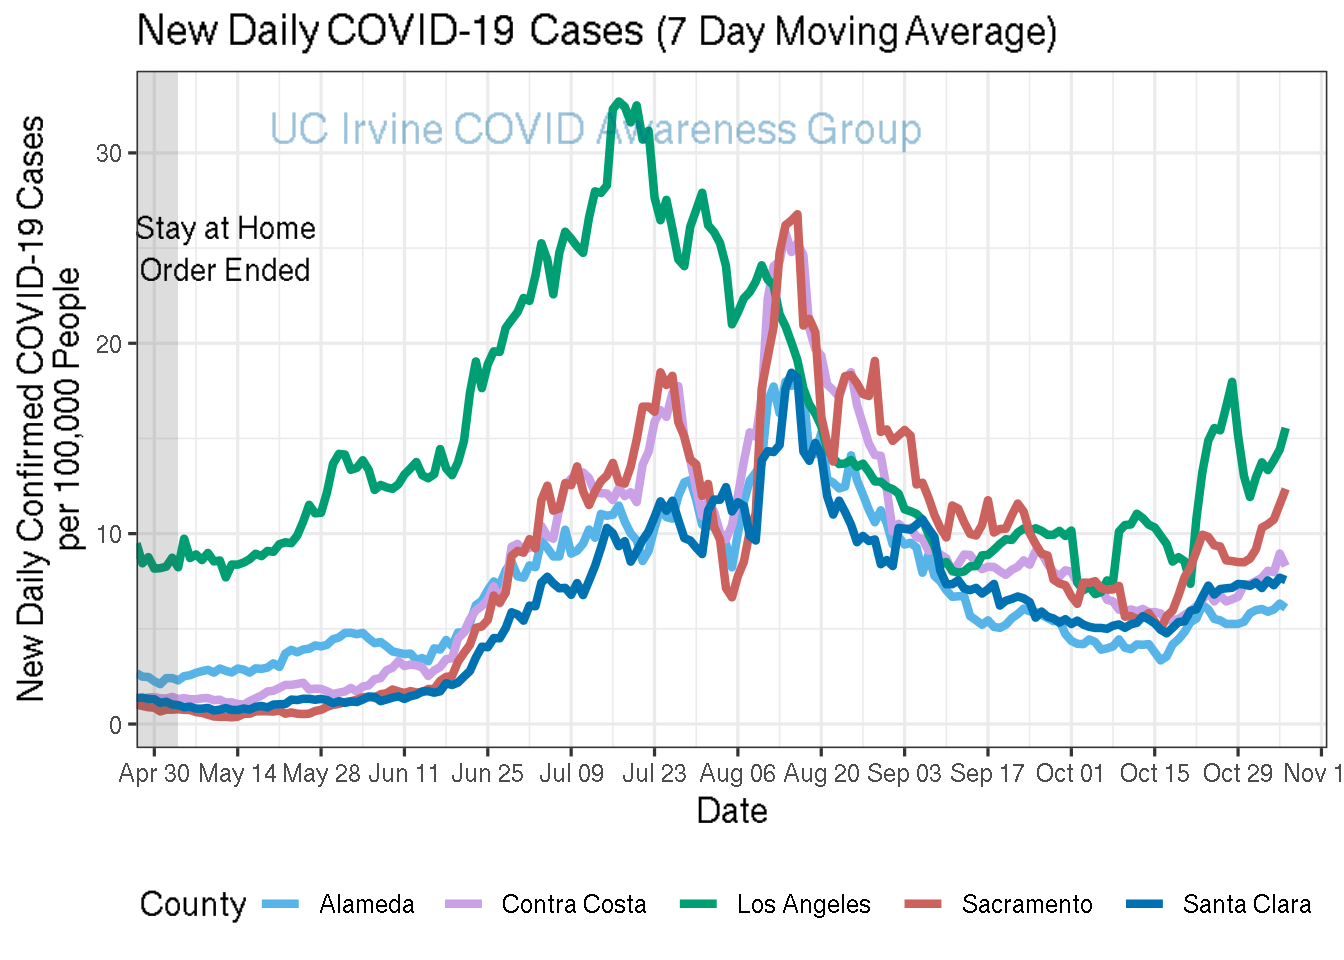 New Daily COVID-19 Cases (7 Day Moving Average)
UC Irvine COVID Awareness Group
Stay at Home
Order Ended
New Daily Confirmed COVID-19 Cases
per 100,000 People
30
20
10
0
Apr 30 May 14 May 28 Jun 11 Jun 25 Jul 09 Jul 23 Aug 06 Aug 20 Sep 03 Sep 17 Oct 01 Oct 15 Oct 29 Nov 1
Date
County Alameda Contra Costa Los Angeles Sacramento Santa Clara